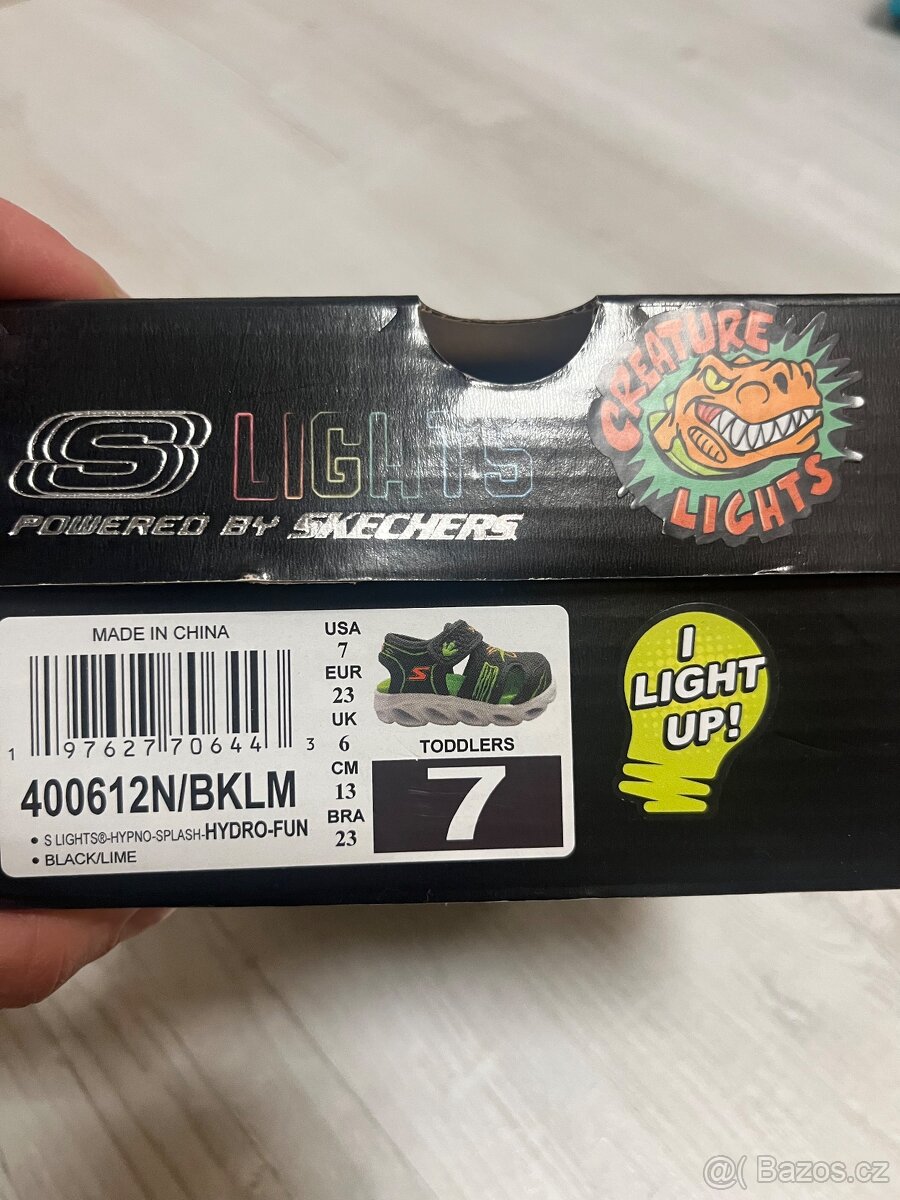 S LIGHTS
POWERED BY SKECHERS
CREATURE
LIGHTS
MADE IN CHINA
1 97627 70644 3
400612N/BKLM
• S LIGHTS®-HYPNO-SPLASH-HYDRO-FUN
• BLACK/LIME
USA
7
EUR
23
UK
6
CM
13
BRA
23
S
TODDLERS
7
I
LIGHT
UP!
@( Bazos.cz